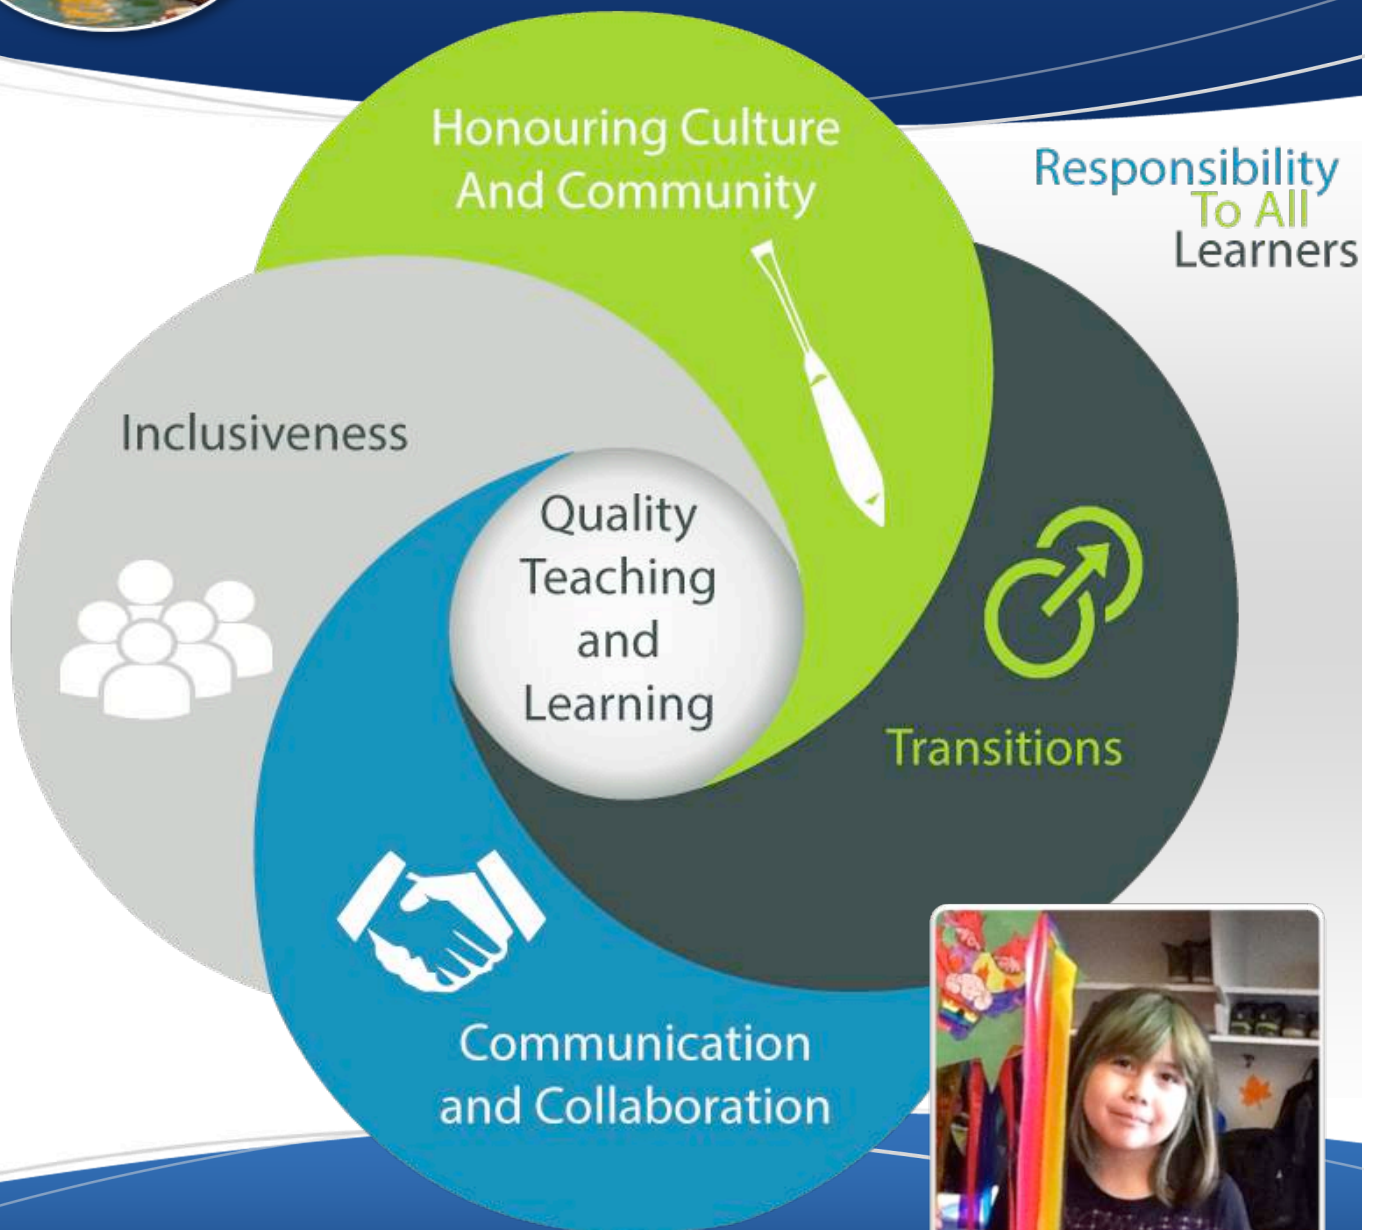 Honouring Culture
And Community
Responsibility
To All
Learners
Inclusiveness
Quality
Teaching
and
Learning
Transitions
Communication
and Collaboration